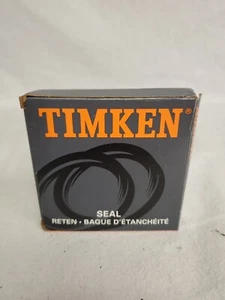 TIMKEN®
SEAL
RETEN • BAGUE D'ÉTANCHÉITÉ